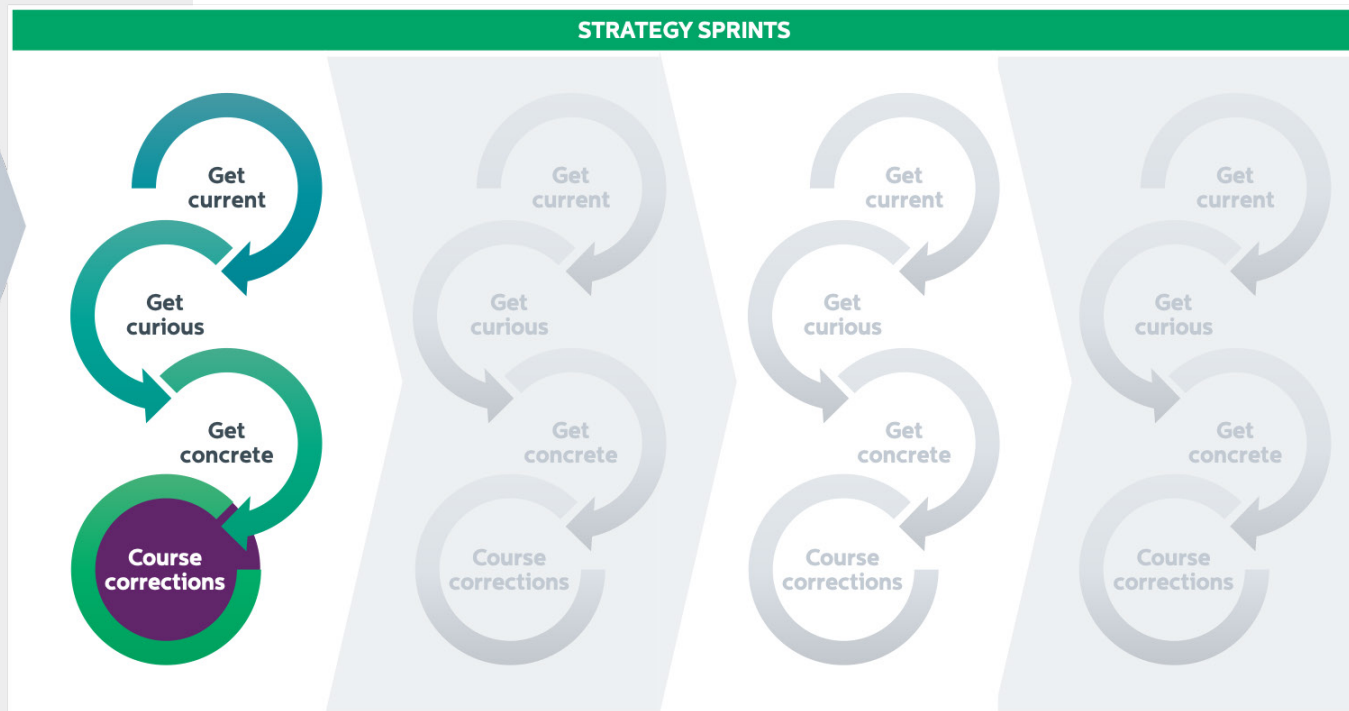 STRATEGY SPRINTS
Get
current
Get
curious
Get
concrete
Course
corrections
Get
current
Get
curious
Get
concrete
Course
corrections
Get
current
Get
curious
Get
concrete
Course
corrections
Get
current
Get
curious
Get
concrete
Course
corrections